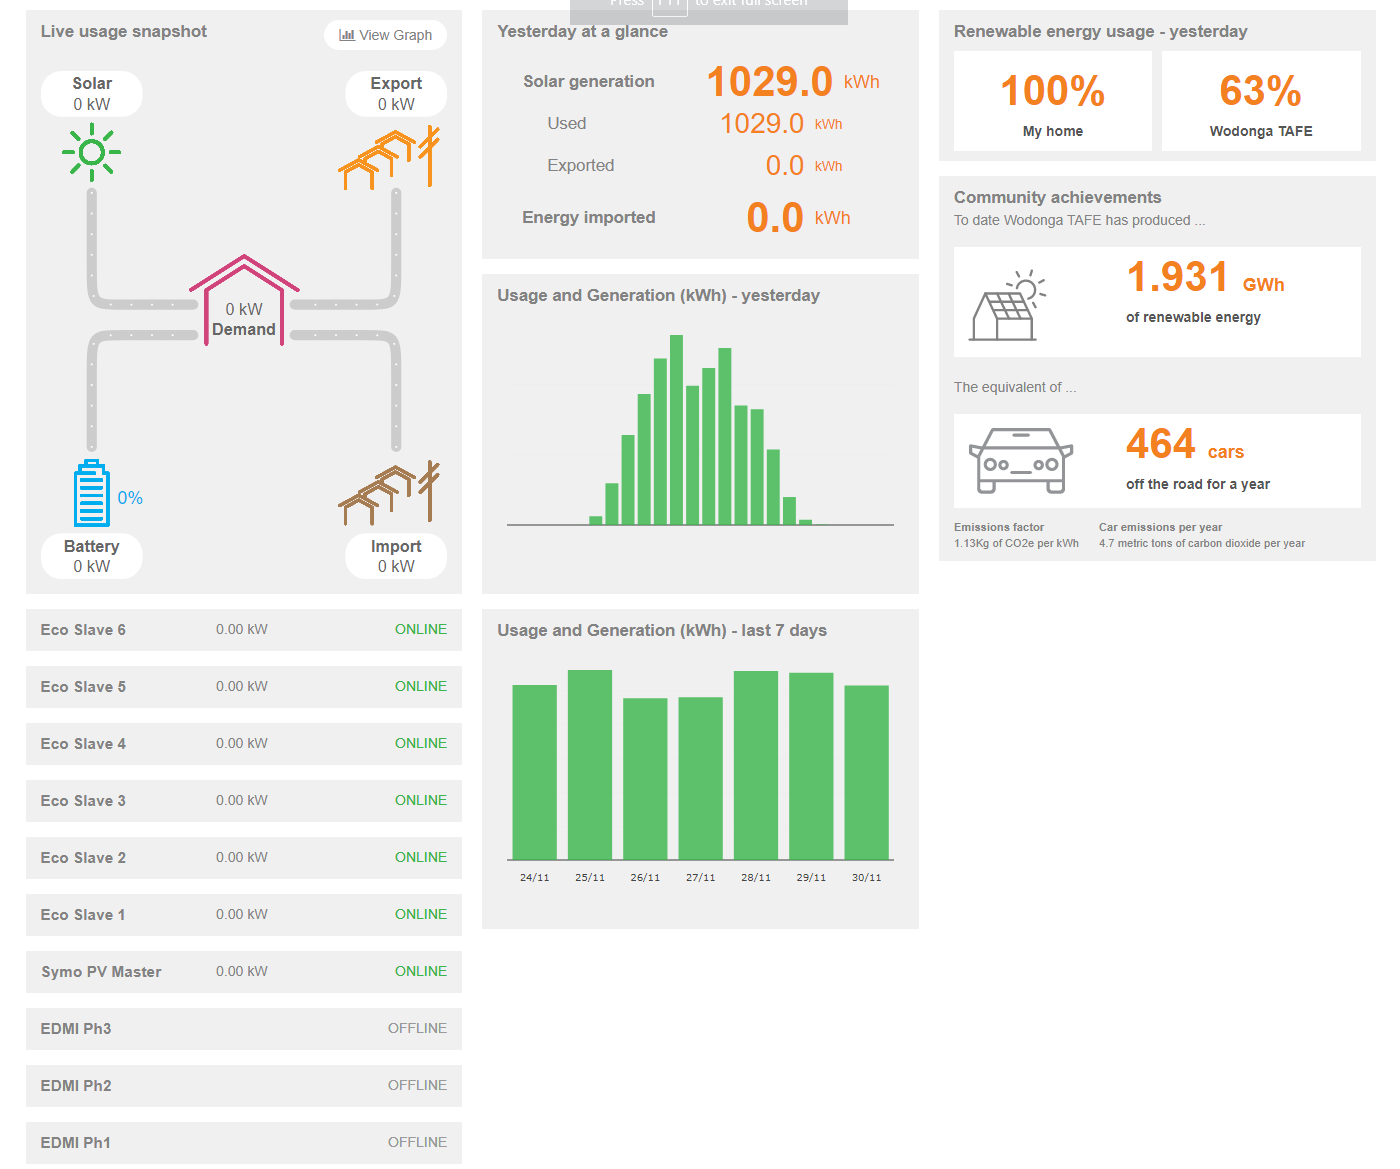 Press F11 to exit full screen
Live usage snapshot
View Graph
Solar
0 kW
Export
0 kW
0 kW
Demand
0%
Battery
0 kW
Import
0 kW
Eco Slave 6 0.00 kW ONLINE
Eco Slave 5 0.00 kW ONLINE
Eco Slave 4 0.00 kW ONLINE
Eco Slave 3 0.00 kW ONLINE
Eco Slave 2 0.00 kW ONLINE
Eco Slave 1 0.00 kW ONLINE
Symo PV Master 0.00 kW ONLINE
EDMI Ph3 OFFLINE
EDMI Ph2 OFFLINE
EDMI Ph1 OFFLINE
Yesterday at a glance
Solar generation 1029.0 kWh
Used 1029.0 kWh
Exported 0.0 kWh
Energy imported 0.0 kWh
Usage and Generation (kWh) - yesterday
Usage and Generation (kWh) - last 7 days
24/11 25/11 26/11 27/11 28/11 29/11 30/11
Renewable energy usage - yesterday
100%
My home
63%
Wodonga TAFE
Community achievements
To date Wodonga TAFE has produced ...
1.931 GWh
of renewable energy
The equivalent of ...
464 cars
off the road for a year
Emissions factor
1.13Kg of CO2e per kWh
Car emissions per year
4.7 metric tons of carbon dioxide per year